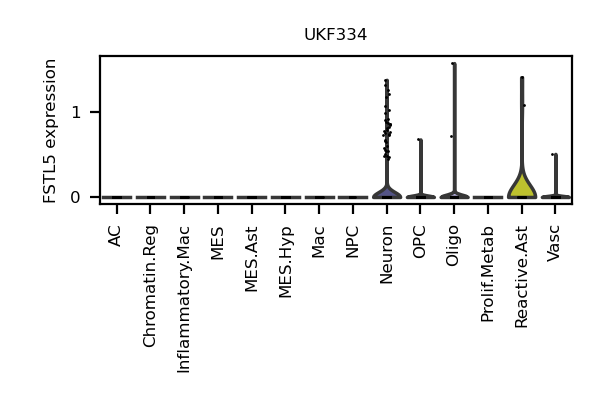 UKF334
FSTL5 expression
1
0
AC
Chromatin.Reg
Inflammatory.Mac
MES
MES.Ast
MES.Hyp
Mac
NPC
Neuron
OPC
Oligo
Prolif.Metab
Reactive.Ast
Vasc